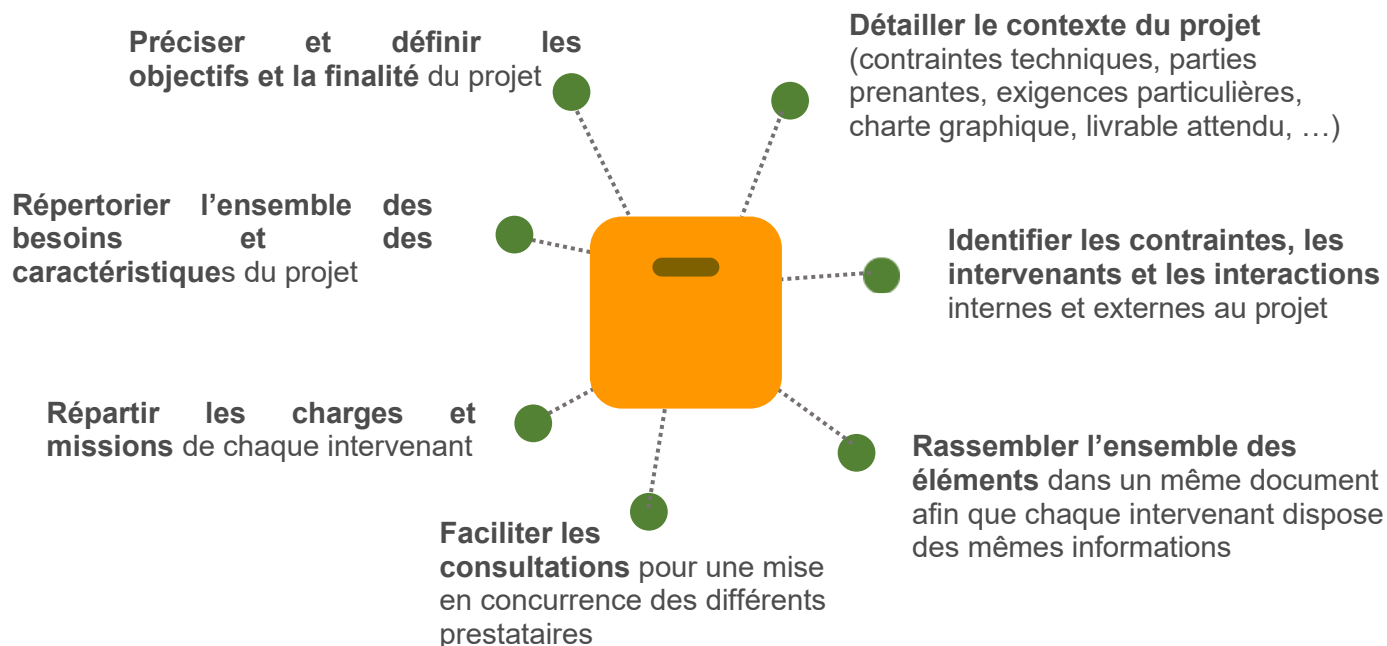 Préciser et définir les
objectifs et la finalité du projet
Détailler le contexte du projet
(contraintes techniques, parties
prenantes, exigences particulières,
charte graphique, livrable attendu, …)
Répertorier l’ensemble des
besoins et des
caractéristiques du projet
Identifier les contraintes, les
intervenants et les interactions
internes et externes au projet
Répartir les charges et
missions de chaque intervenant
Rassembler l’ensemble des
éléments dans un même document
afin que chaque intervenant dispose
des mêmes informations
Faciliter les
consultations pour une mise
en concurrence des différents
prestataires